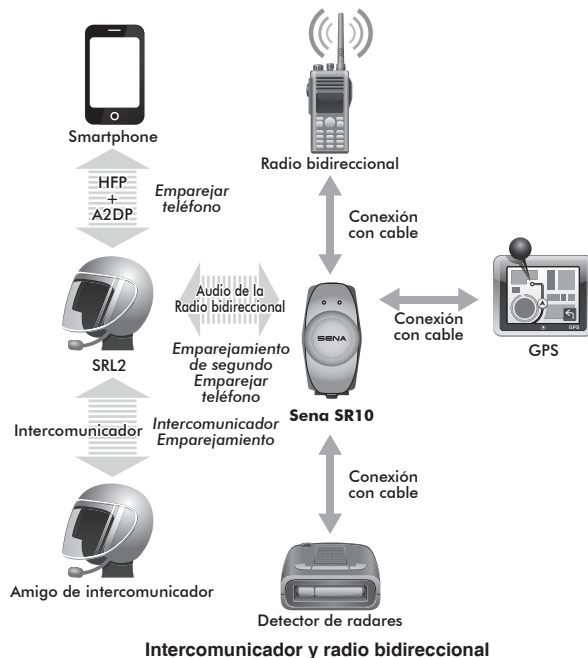 Smartphone
Radio bidireccional
HFP
+
A2DP
Emparejar
teléfono
Conexión
con cable
Audio de la
Radio bidireccional
SENA
Conexión
con cable
GPS
GPS
SRL2
Emparejamiento
de segundo
Emparejar
teléfono
Sena SR10
Intercomunicador
Intercomunicador
Emparejamiento
Conexión
con cable
Amigo de intercomunicador
Detector de radares
Intercomunicador y radio bidireccional